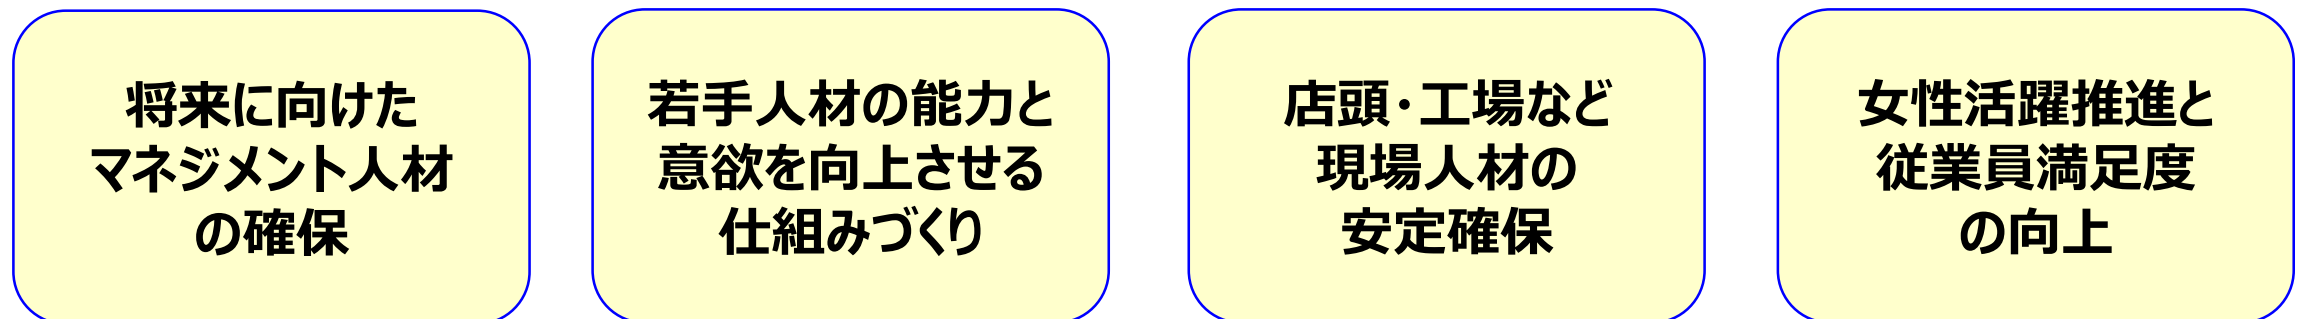 将来に向けた
マネジメント人材
の確保
若手人材の能力と
意欲を向上させる
仕組みづくり
店頭・工場など
現場人材の
安定確保
女性活躍推進と
従業員満足度
の向上